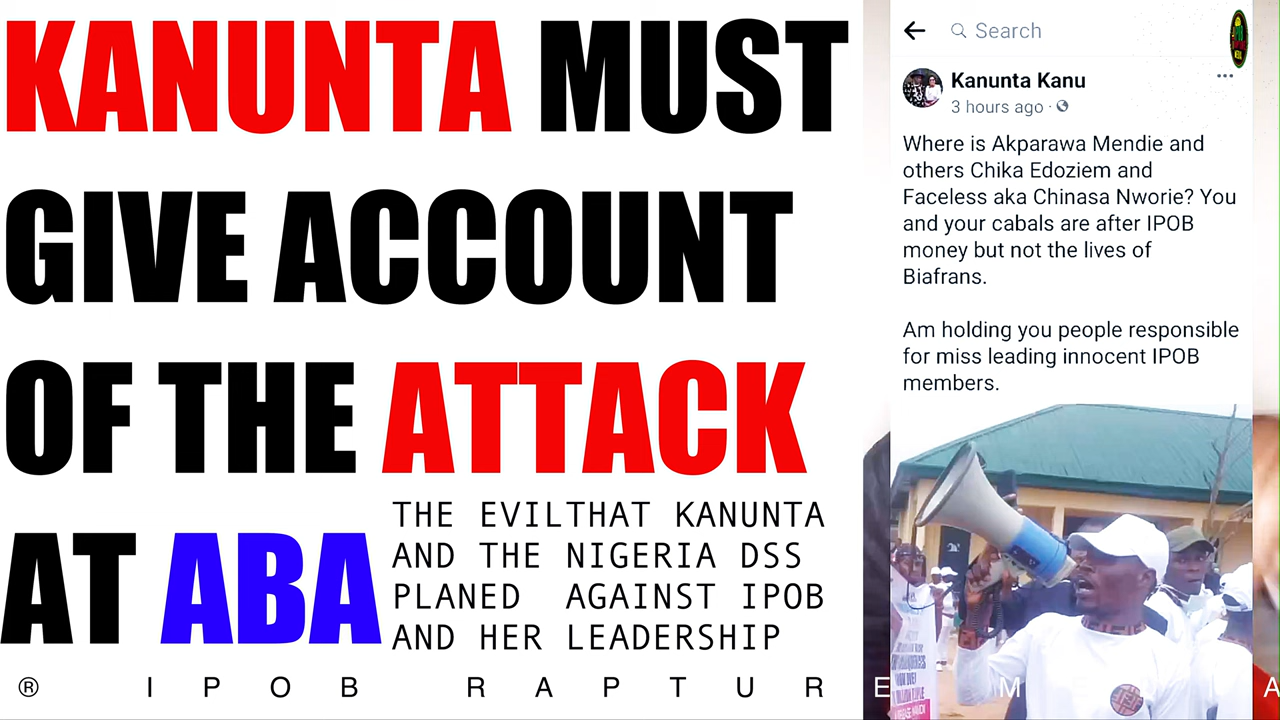 KANUNTA MUST
GIVE ACCOUNT
OF THE ATTACK
AT ABA
THE EVILTHAT KANUNTA
AND THE NIGERIA DSS
PLANED AGAINST IPOB
AND HER LEADERSHIP
® IPOB RAPTURE MEDIA
Search
Kanunta Kanu
3 hours ago ·
Where is Akparawa Mendie and
others Chika Edoziem and
Faceless aka Chinasa Nworie? You
and your cabals are after IPOB
money but not the lives of
Biafrans.
Am holding you people responsible
for miss leading innocent IPOB
members.